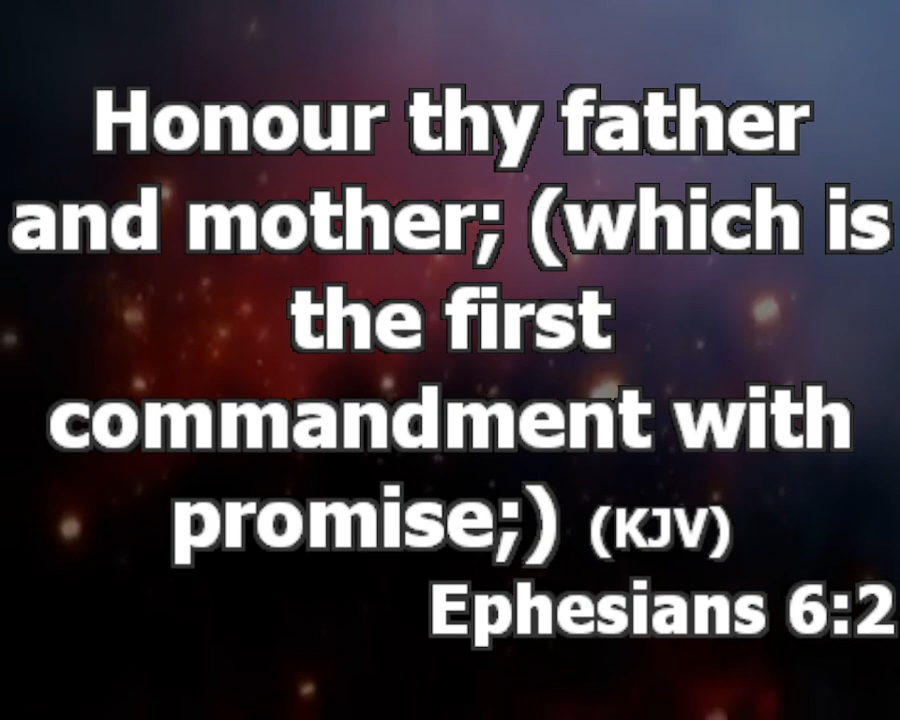 Honour thy father
and mother; (which is
the first
commandment with
promise;) (KJV)
Ephesians 6:2